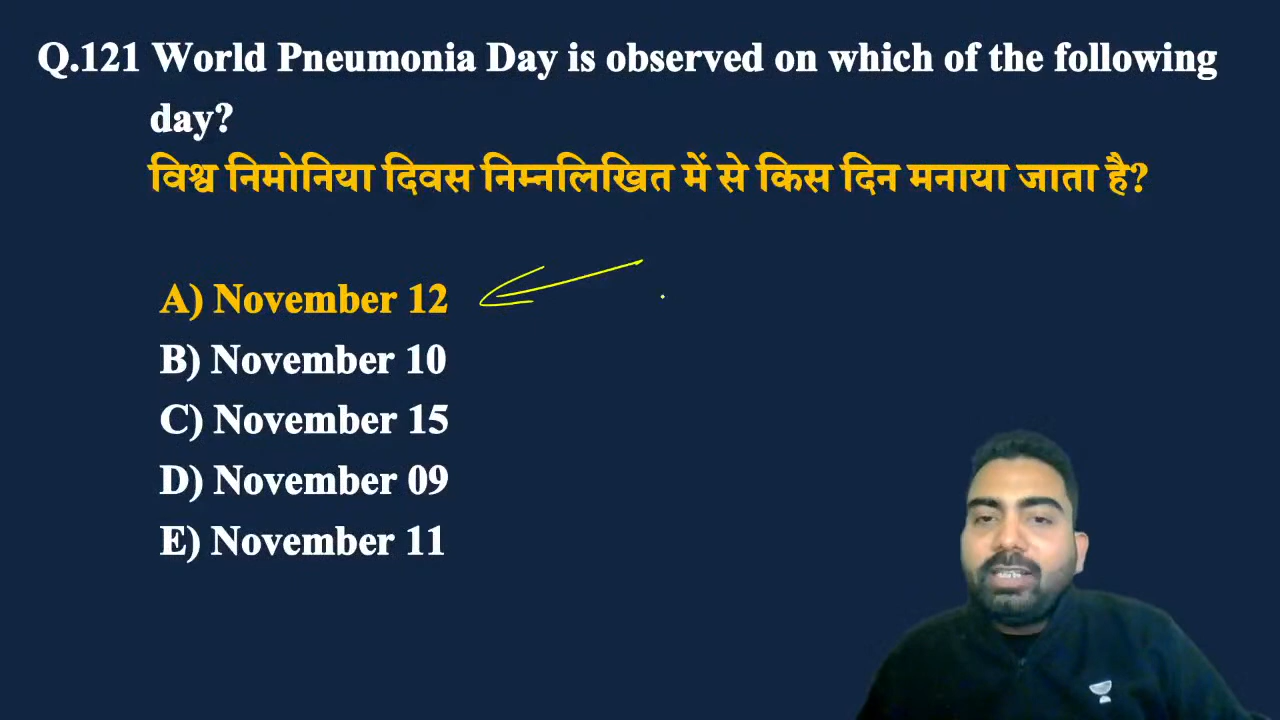 Q.121 World Pneumonia Day is observed on which of the following
day?
विश्व निमोनिया दिवस निम्नलिखित में से किस दिन मनाया जाता है?
A) November 12
B) November 10
C) November 15
D) November 09
E) November 11